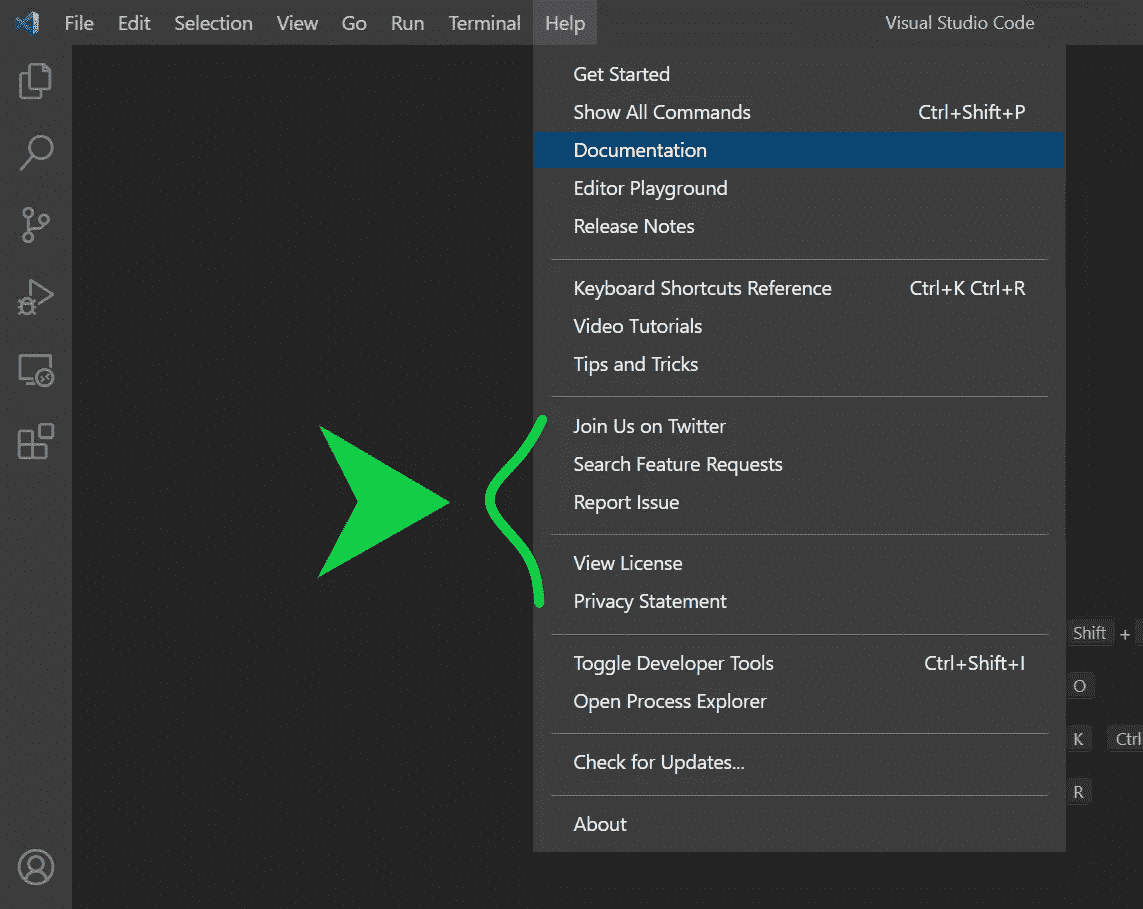 File Edit Selection View Go Run Terminal Help Visual Studio Code
Get Started
Show All Commands Ctrl+Shift+P
Documentation
Editor Playground
Release Notes
Keyboard Shortcuts Reference Ctrl+K Ctrl+R
Video Tutorials
Tips and Tricks
Join Us on Twitter
Search Feature Requests
Report Issue
View License
Privacy Statement
Shift +
Toggle Developer Tools Ctrl+Shift+I
O
Open Process Explorer
K Ctrl
Check for Updates...
R
About